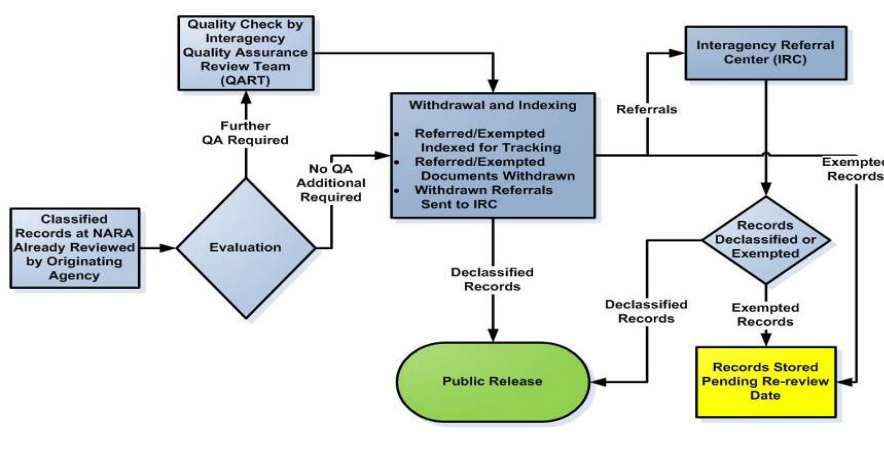 Quality Check by
Interagency
Quality Assurance
Review Team
(QART)
Further
QA Required
Classified
Records at NARA
Already Reviewed
by Originating
Agency
Evaluation
No QA
Additional
Required
Withdrawal and Indexing
• Referred/Exempted
Indexed for Tracking
• Referred/Exempted
Documents Withdrawn
• Withdrawn Referrals
Sent to IRC
Referrals
Interagency Referral
Center (IRC)
Exempted
Records
Records
Declassified or
Exempted
Declassified
Records
Declassified
Records
Exempted
Records
Public Release
Records Stored
Pending Re-review
Date